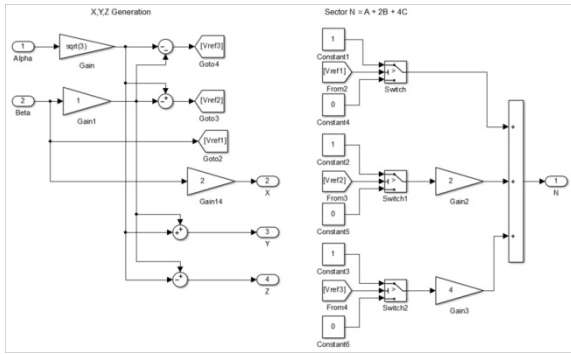 X,Y,Z Generation
1
Alpha
sqrt(3)
Gain
[Vref3]
Goto4
2
Beta
1
Gain1
[Vref2]
Goto3
[Vref1]
Goto2
2
Gain14
2
X
3
Y
4
Z
Sector N = A + 2B + 4C
1
Constant1
[Vref1]
From2
Switch
0
Constant4
1
Constant2
[Vref2]
From3
Switch1
2
Gain2
0
Constant5
1
Constant3
[Vref3]
From4
Switch2
4
Gain3
0
Constant6
1
N